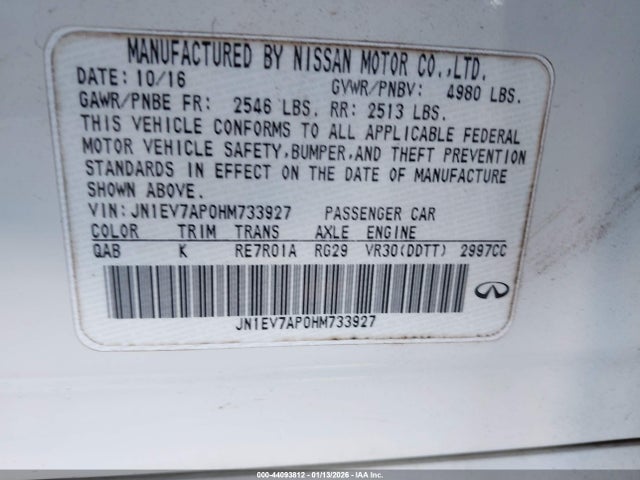 MANUFACTURED BY NISSAN MOTOR CO.,LTD.
DATE: 10/16 GVWR/PNBV: 4980 LBS.
GAWR/PNBE FR: 2546 LBS. RR: 2513 LBS.
THIS VEHICLE CONFORMS TO ALL APPLICABLE FEDERAL
MOTOR VEHICLE SAFETY,BUMPER,AND THEFT PREVENTION
STANDARDS IN EFFECT ON THE DATE OF MANUFACTURE
SHOWN ABOVE.
VIN:JN1EV7AP0HM733927 PASSENGER CAR
COLOR TRIM TRANS AXLE ENGINE
QAB K RE7R01A RG29 VR30(DDTT) 2997CC
JN1EV7AP0HM733927
000-44093812 - 01/13/2026 - IAA Inc.